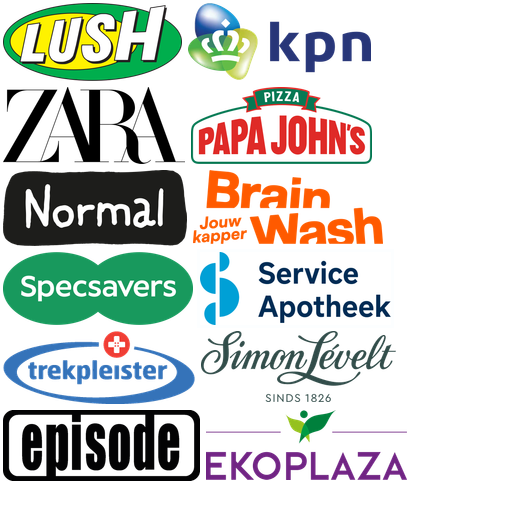 LUSH
kpn
ZARA
PIZZA
PAPA JOHN'S
Normal
Brain
Jouw
kapper
Wash
Specsavers
Service
Apotheek
trekpleister
Simon Lévelt
SINDS 1826
episode
EKOPLAZA